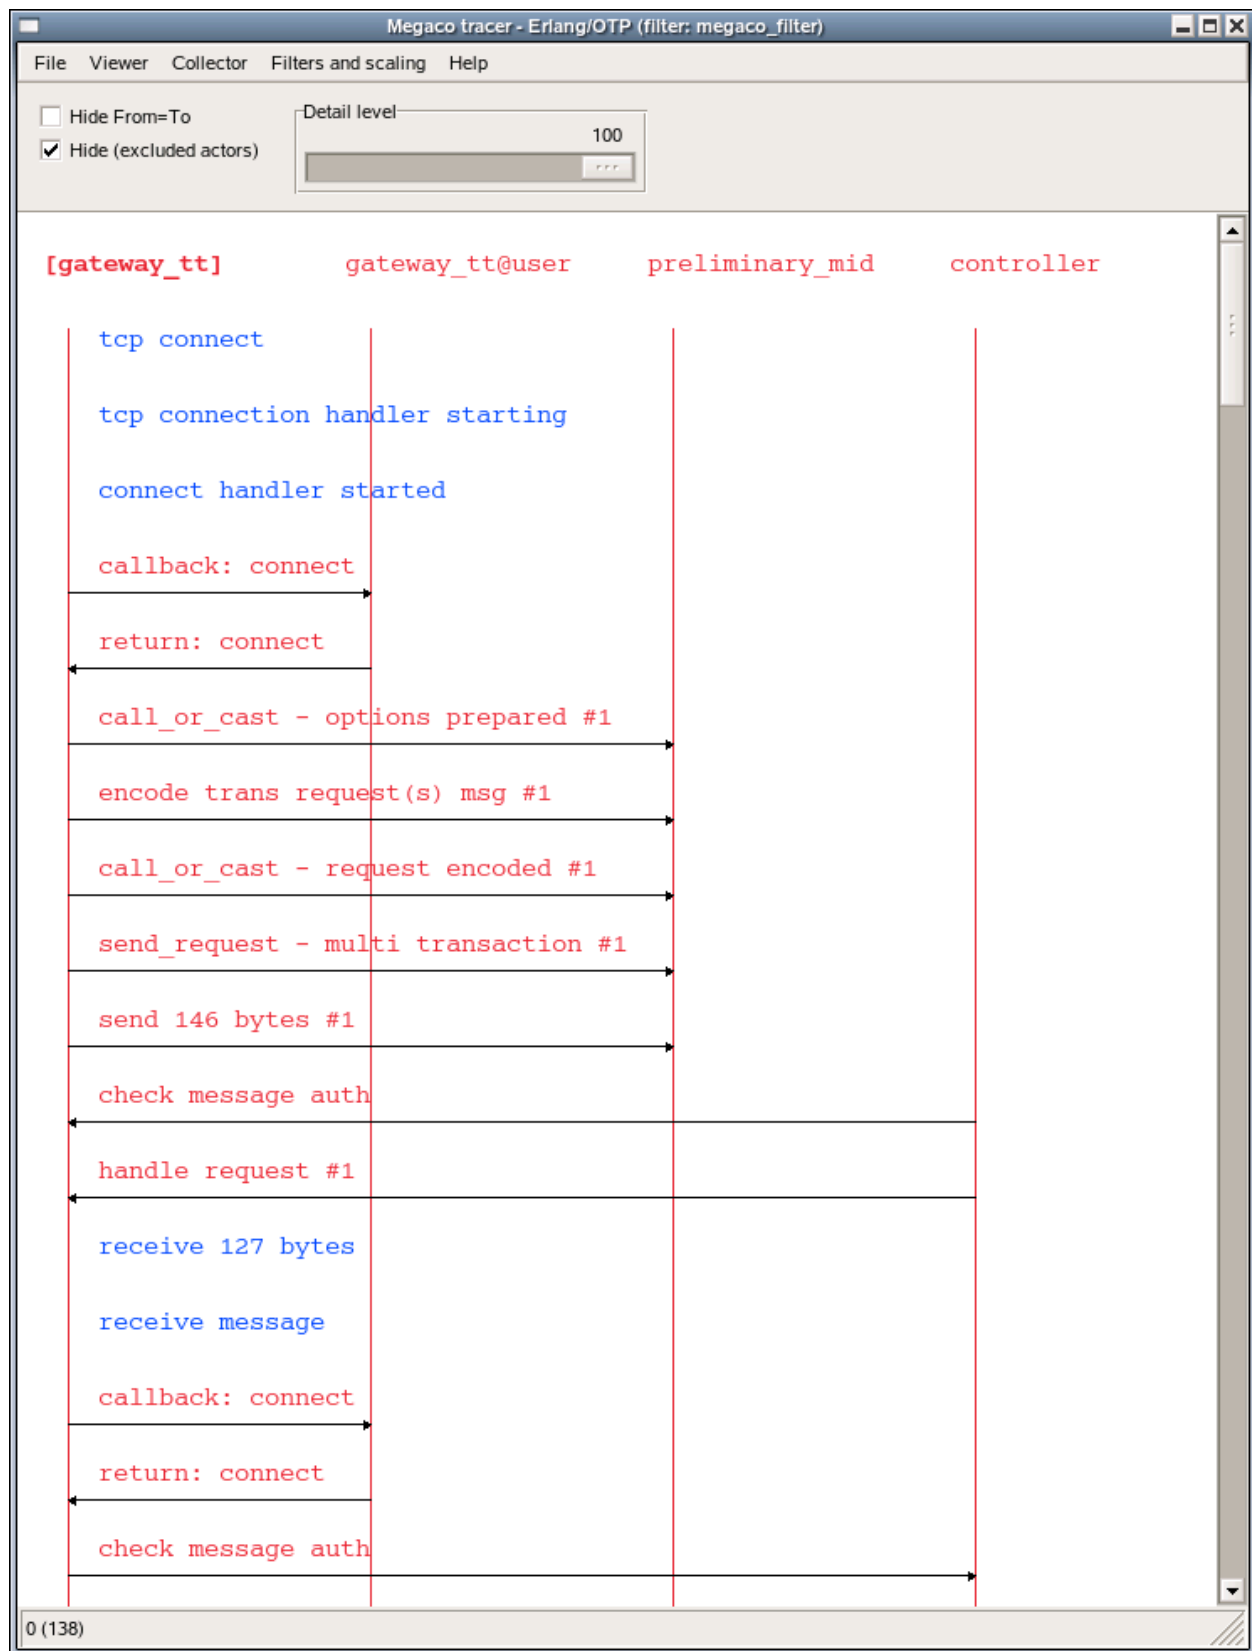 Megaco tracer - Erlang/OTP (filter: megaco_filter)
File Viewer Collector Filters and scaling Help
Hide From=To
Hide (excluded actors)
Detail level
100
[gateway_tt] gateway_tt@user preliminary_mid controller
tcp connect
tcp connection handler starting
connect handler started
callback: connect
return: connect
call_or_cast - options prepared #1
encode trans request(s) msg #1
call_or_cast - request encoded #1
send_request - multi transaction #1
send 146 bytes #1
check message auth
handle request #1
receive 127 bytes
receive message
callback: connect
return: connect
check message auth
0 (138)